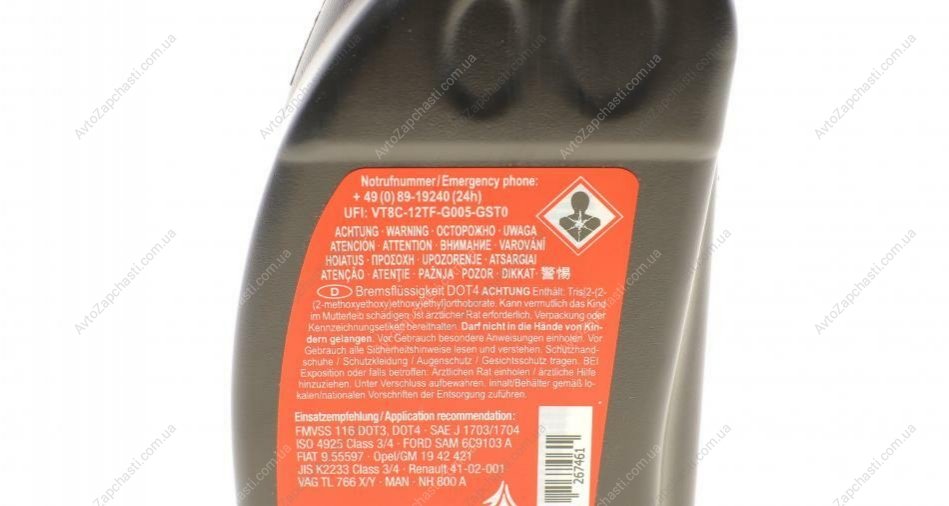 Notrufnummer/Emergency phone:
+ 49 (0) 89-19240 (24h)
UFI: VT8C-12TF-G005-GST0
ACHTUNG · WARNING · ОСТОРОЖНО · UWAGA
ATENCIÓN · ATTENTION · ВНИМАНИЕ · VAROVÁNÍ
HOIATUS · ΠΡΟΣΟΧΗ · UPOZORENJE · ATSARGIAI
ATENÇÃO · ATENŢIE · PAŽNJA · POZOR · DIKKAT · 警惕
D Bremsflüssigkeit DOT4 ACHTUNG Enthält: Tris[2-(2-
(2-methoxyethoxy)ethoxy)ethyl]orthoborate. Kann vermutlich das Kind
im Mutterleib schädigen. Ist ärztlicher Rat erforderlich, Verpackung oder
Kennzeichnungsetikett bereithalten. Darf nicht in die Hände von Kin-
dern gelangen. Vor Gebrauch besondere Anweisungen einholen. Vor
Gebrauch alle Sicherheitshinweise lesen und verstehen. Schutzhand-
schuhe / Schutzkleidung / Augenschutz / Gesichtsschutz tragen. BEI
Exposition oder falls betroffen: Ärztlichen Rat einholen / ärztliche Hilfe
hinzuziehen. Unter Verschluss aufbewahren. Inhalt/Behälter gemäß lo-
kalen/nationalen Vorschriften der Entsorgung zuführen.
Einsatzempfehlung/Application recommendation:
FMVSS 116 DOT3, DOT4 · SAE J 1703/1704
ISO 4925 Class 3/4 · FORD SAM 6C9103 A
FIAT 9.55597 · Opel/GM 19 42 421
JIS K2233 Class 3/4 · Renault 41-02-001
VAG TL 766 X/Y · MAN · NH 800 A
267461
AvtoZapchasti.com.ua